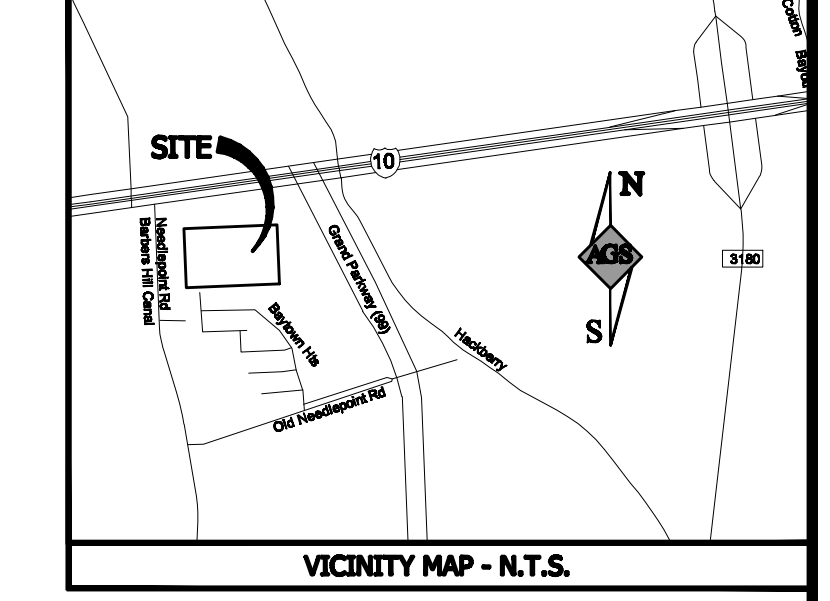 Cotton Bayou
SITE
10
N
Needlepoint Rd
Barbers Hill Canal
Grand Parkway (99)
AGS
3180
S
Baytown Hts
Hackberry
Old Needlepoint Rd
VICINITY MAP - N.T.S.